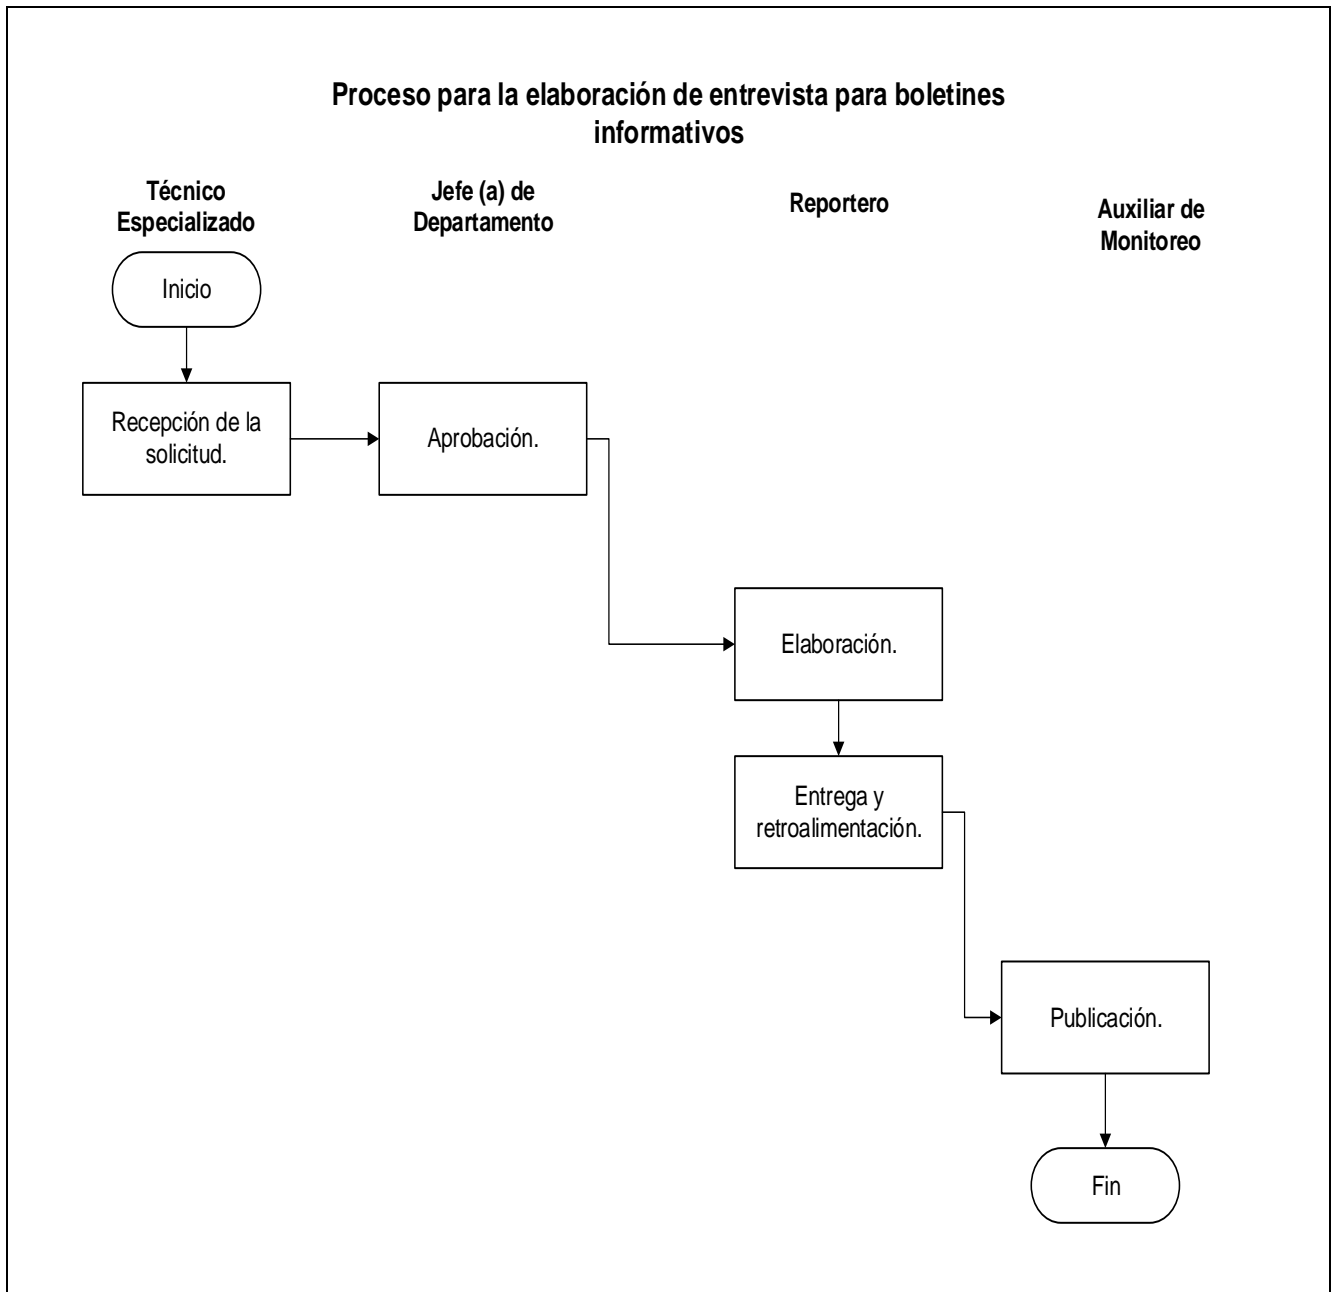 Proceso para la elaboración de entrevista para boletines
informativos
Técnico
Especializado
Jefe (a) de
Departamento
Reportero
Auxiliar de
Monitoreo
Inicio
Recepción de la
solicitud.
Aprobación.
Elaboración.
Entrega y
retroalimentación.
Publicación.
Fin